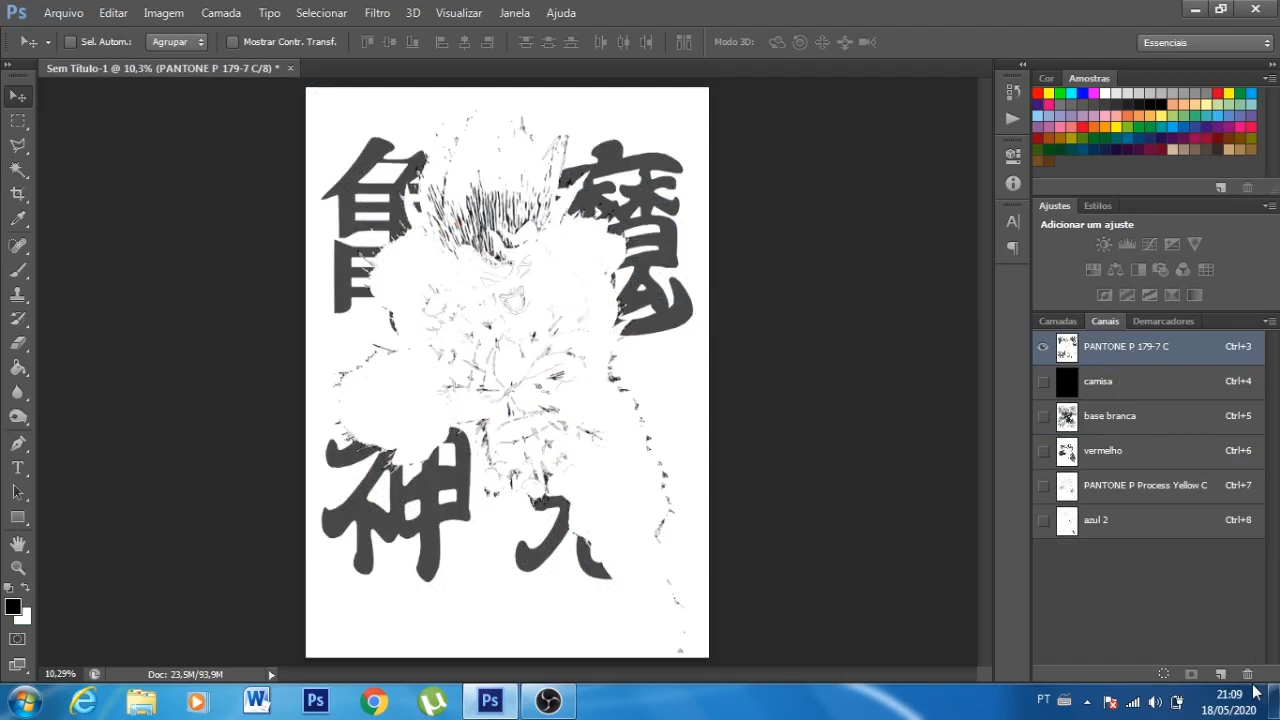 Ps Arquivo Editar Imagem Camada Tipo Selecionar Filtro 3D Visualizar Janela Ajuda
Sel. Autom.: Agrupar Mostrar Contr. Transf. Modo 3D: Essenciais
Sem Título-1 @ 10,3% (PANTONE P 179-7 C/8) * ×
Cor Amostras
Ajustes Estilos
Adicionar um ajuste
Camadas Canais Demarcadores
PANTONE P 179-7 C Ctrl+3
camisa Ctrl+4
base branca Ctrl+5
vermelho Ctrl+6
PANTONE P Process Yellow C Ctrl+7
azul 2 Ctrl+8
神
10,29% Doc: 23,5M/93,9M
PT 21:09
18/05/2020